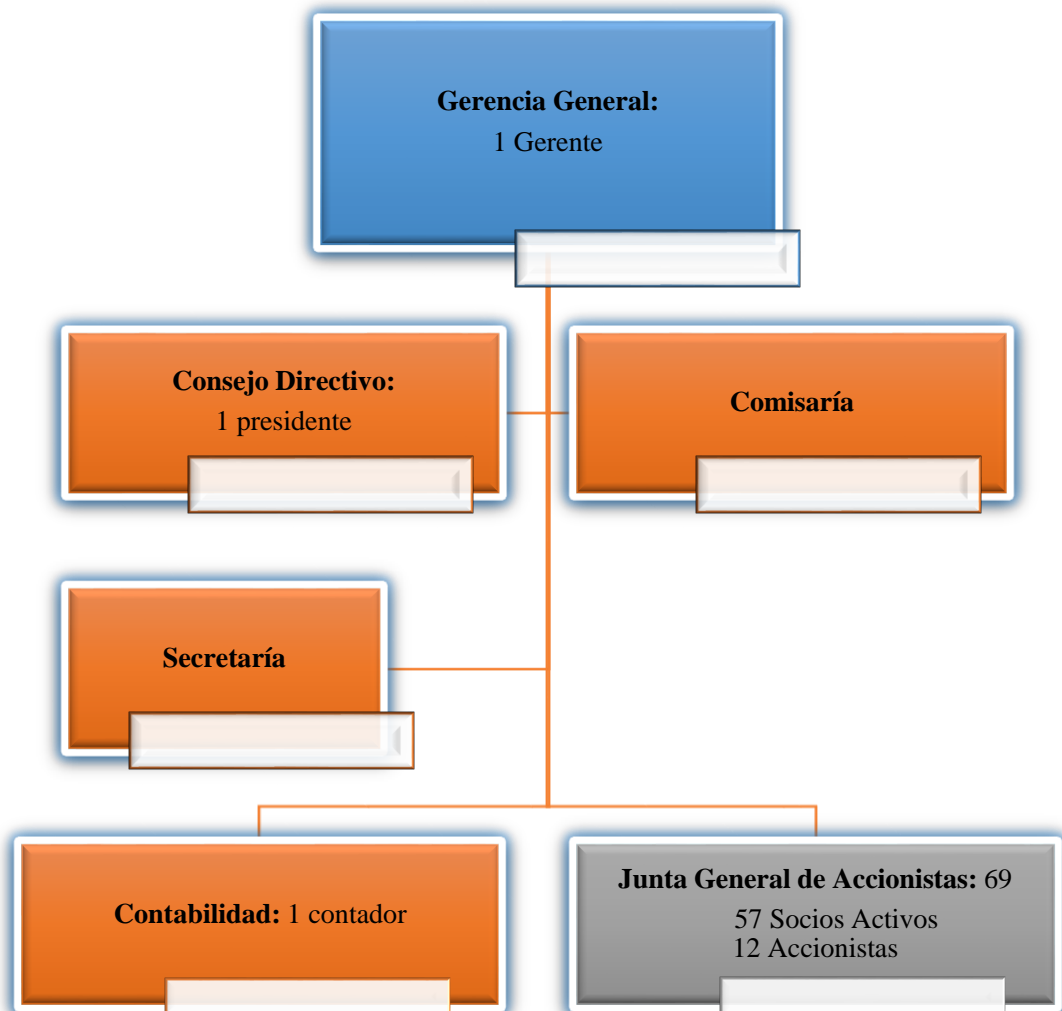 Gerencia General:
1 Gerente
Consejo Directivo:
1 presidente
Comisaría
Secretaría
Contabilidad: 1 contador
Junta General de Accionistas: 69
57 Socios Activos
12 Accionistas